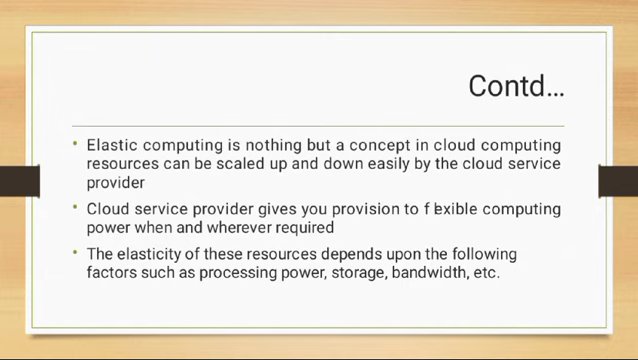 Contd...
• Elastic computing is nothing but a concept in cloud computing
resources can be scaled up and down easily by the cloud service
provider
• Cloud service provider gives you provision to flexible computing
power when and wherever required
• The elasticity of these resources depends upon the following
factors such as processing power, storage, bandwidth, etc.